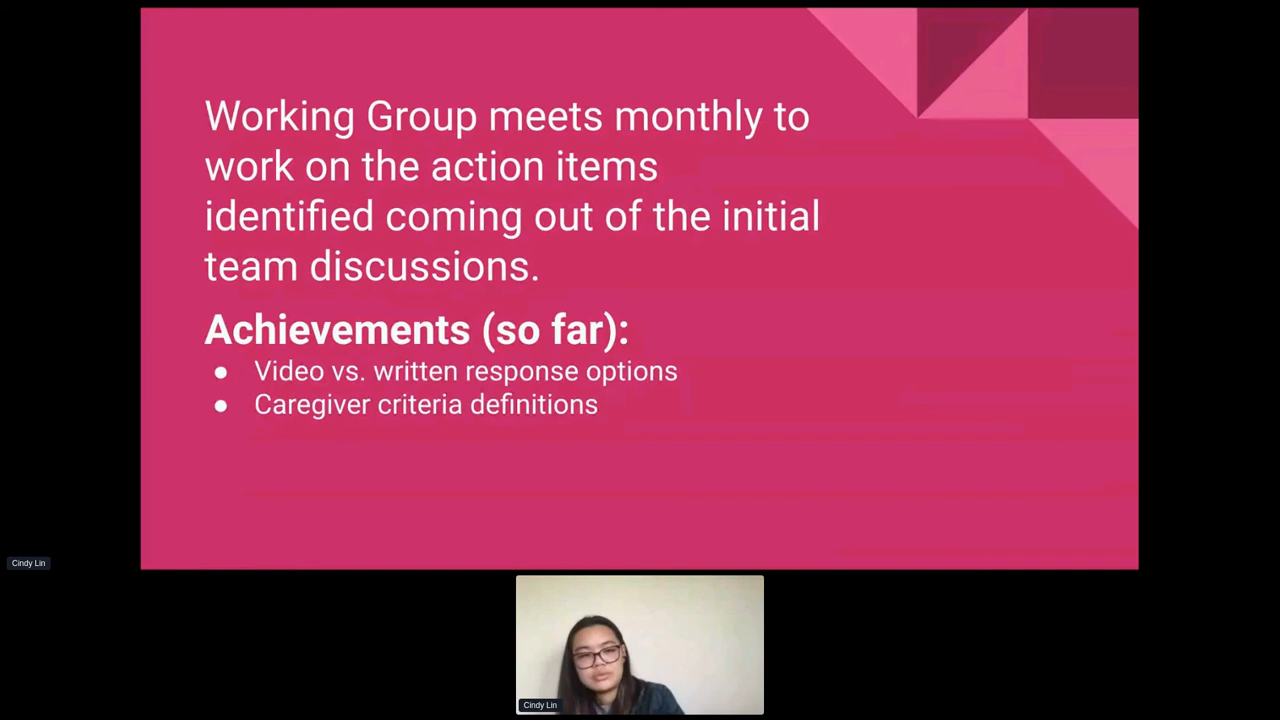 Working Group meets monthly to
work on the action items
identified coming out of the initial
team discussions.
Achievements (so far):
● Video vs. written response options
● Caregiver criteria definitions
Cindy Lin
Cindy Lin